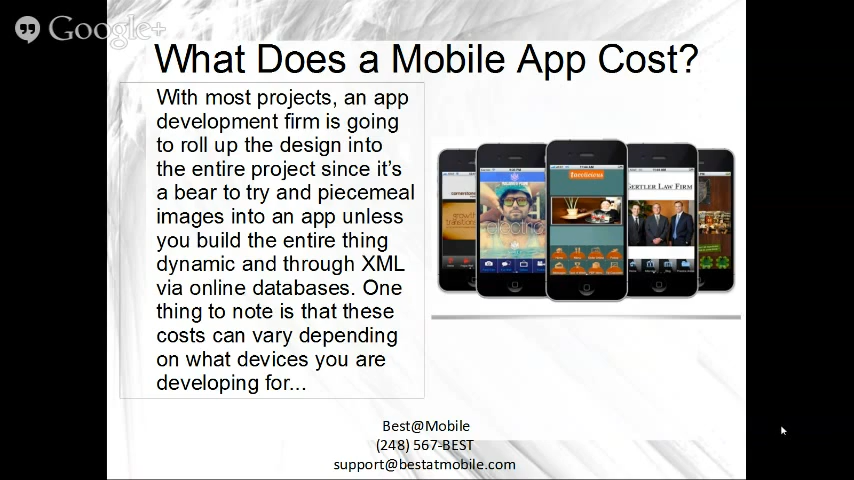 Google+
What Does a Mobile App Cost?
With most projects, an app
development firm is going
to roll up the design into
the entire project since it's
a bear to try and piecemeal
images into an app unless
you build the entire thing
dynamic and through XML
via online databases. One
thing to note is that these
costs can vary depending
on what devices you are
developing for...
GERTLER LAW FIRM
Best@Mobile
(248) 567-BEST
support@bestatmobile.com